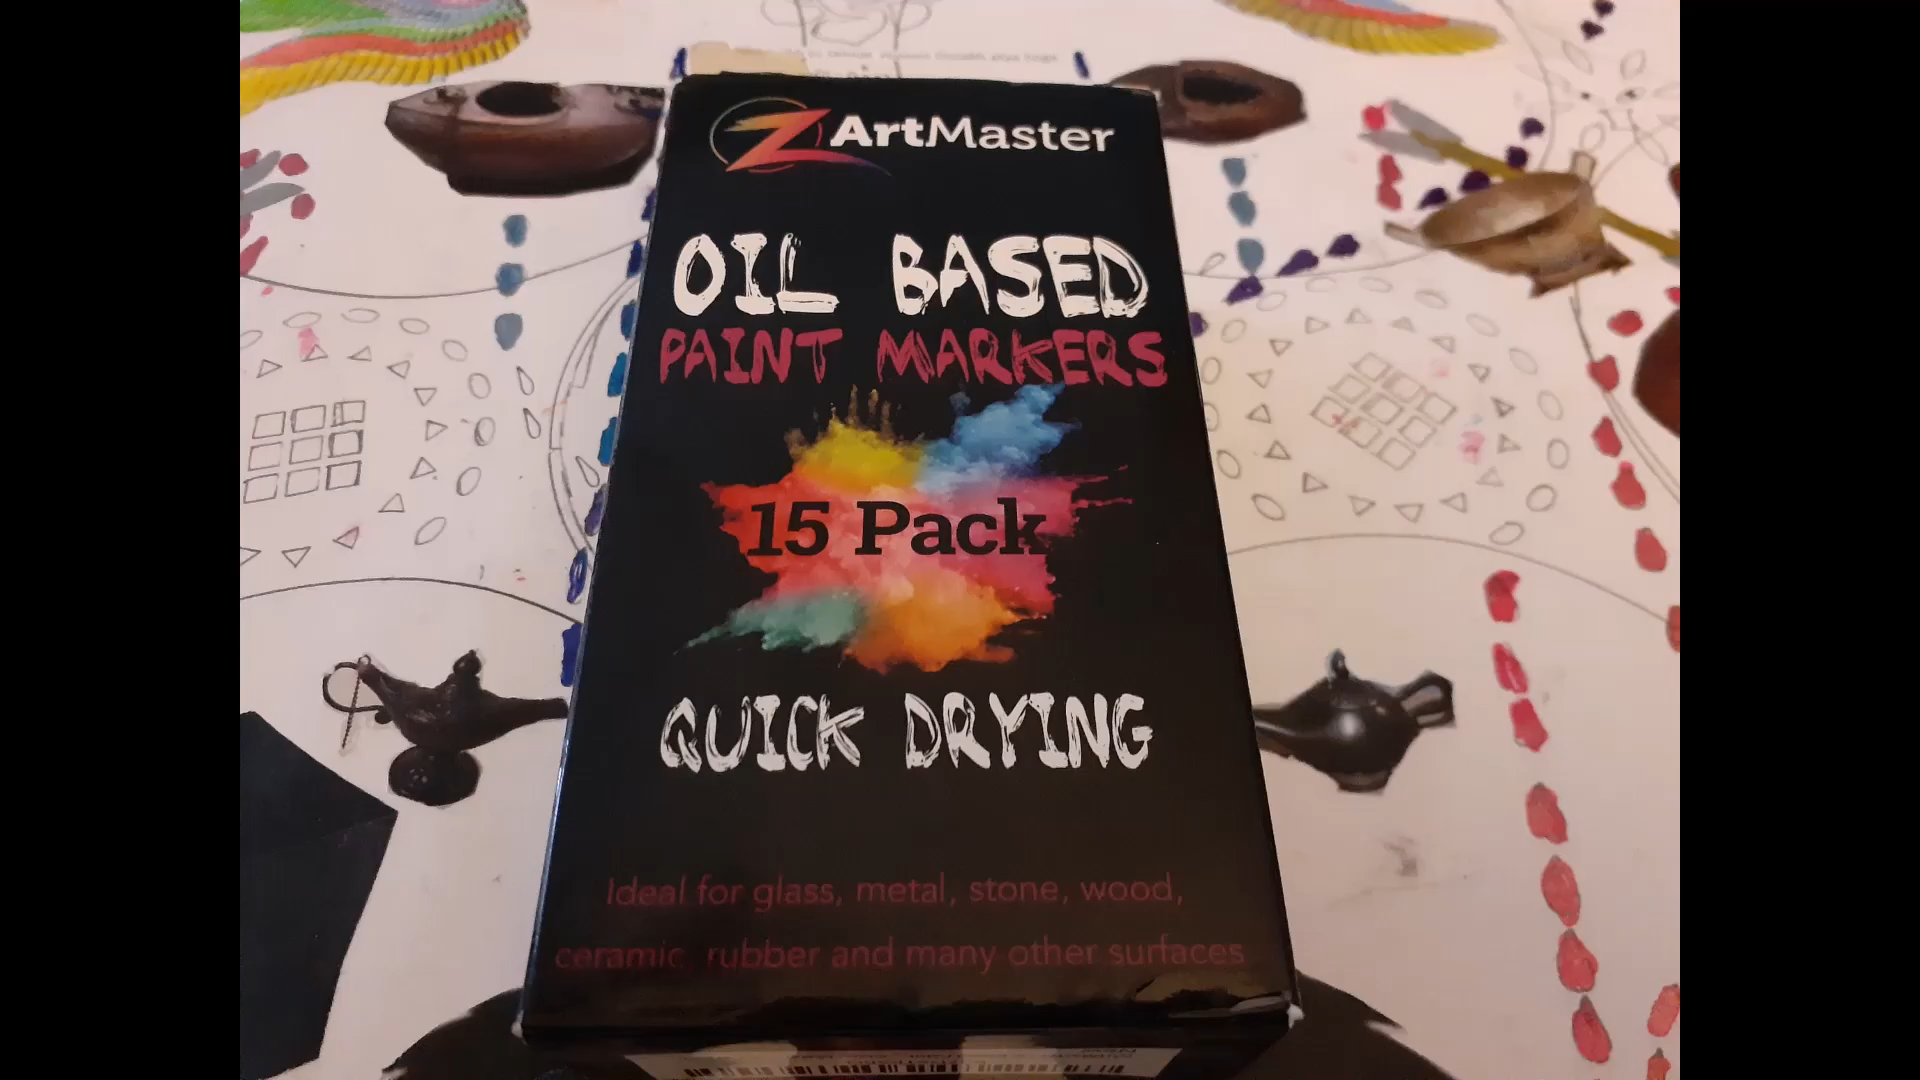 Z ArtMaster
OIL BASED
PAINT MARKERS
15 Pack
QUICK DRYING
Ideal for glass, metal, stone, wood,
ceramic, rubber and many other surfaces